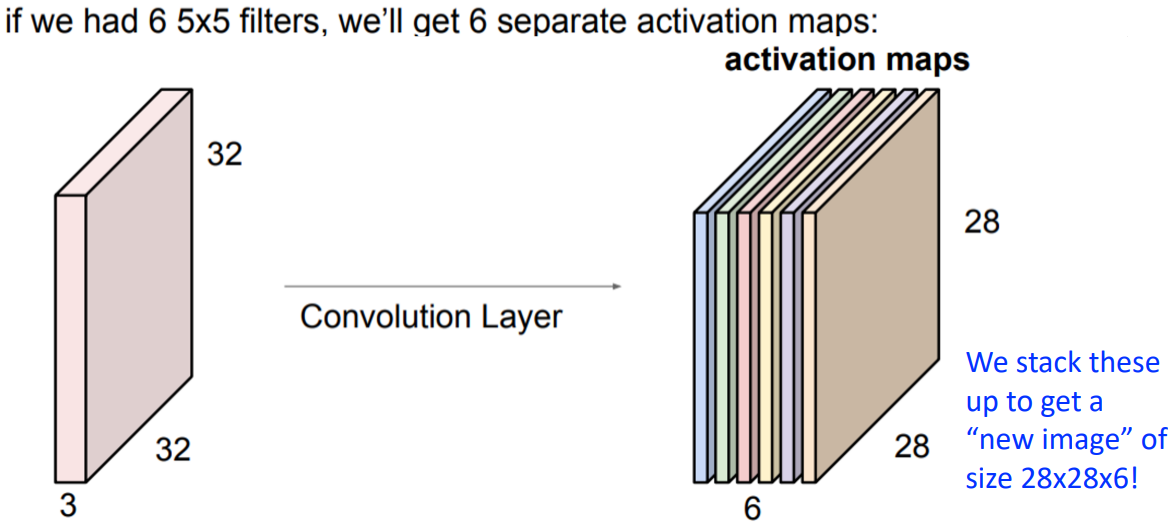 if we had 6 5x5 filters, we'll get 6 separate activation maps:
activation maps
32
32
3
Convolution Layer
28
28
6
We stack these
up to get a
“new image” of
size 28x28x6!